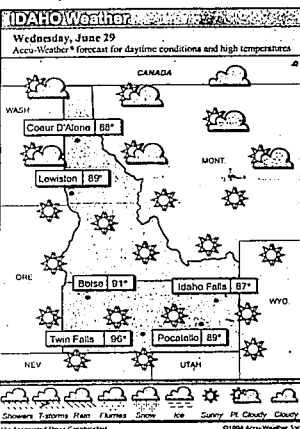 IDAHO Weather
Wednesday, June 29
Accu-Weather® forecast for daytime conditions and high temperatures
CANADA
WASH
Coeur D'Alene 88°
Lewiston 89°
MONT.
ORE
Boise 91°
Idaho Falls 87°
WYO.
Twin Falls 96°
Pocatello 89°
NEV
UTAH
Showers T-storms Rain Flurries Snow Ice Sunny Pt. Cloudy Cloudy
©1994 Accu-Weather